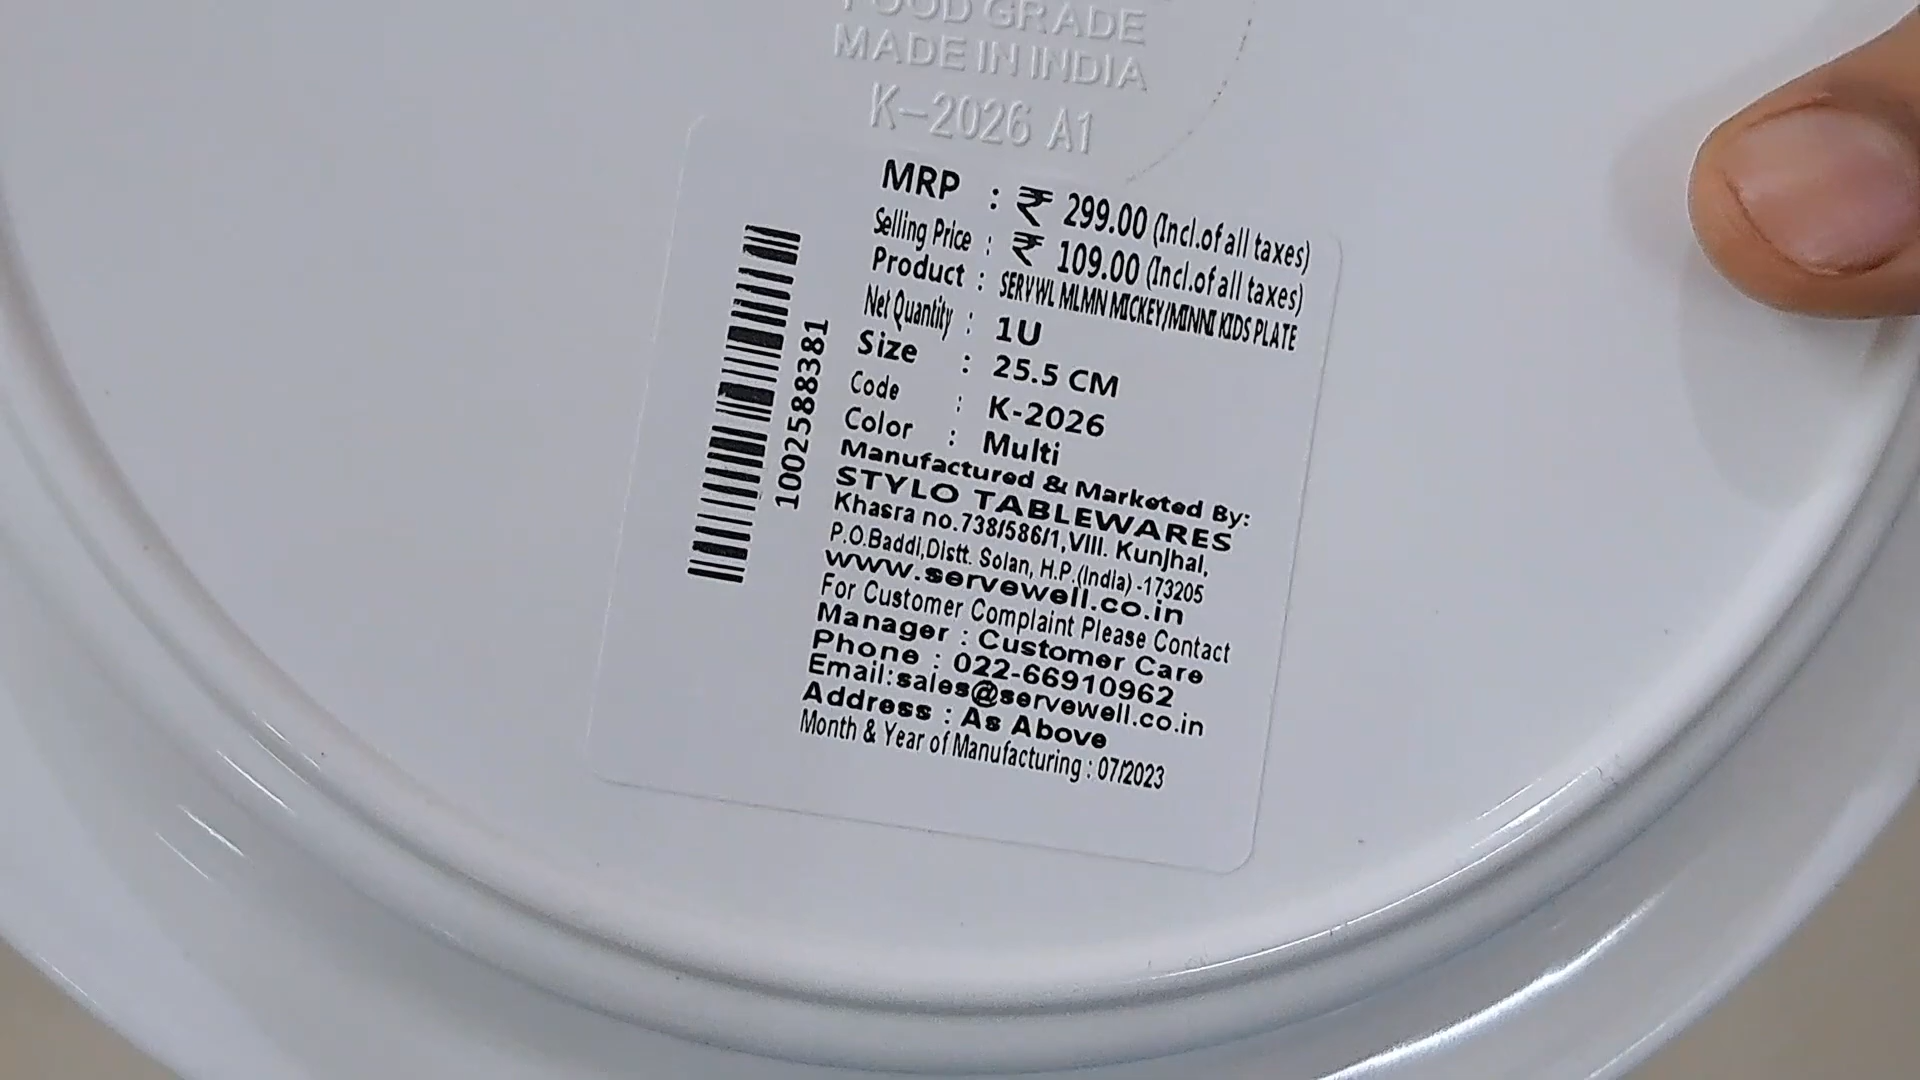 FOOD GRADE
MADE IN INDIA
K-2026 A1
MRP : ₹ 299.00 (Incl.of all taxes)
Selling Price : ₹ 109.00 (Incl.of all taxes)
Product : SERVWL MLMN MICKEY/MINNI KIDS PLATE
Net Quantity : 1U
Size : 25.5 CM
Code : K-2026
Color : Multi
Manufactured & Marketed By:
STYLO TABLEWARES
Khasra no.738/586/1,Vill. Kunjhal,
P.O.Baddi,Distt. Solan, H.P.(India) -173205
www.servewell.co.in
For Customer Complaint Please Contact
Manager : Customer Care
Phone : 022-66910962
Email:sales@servewell.co.in
Address : As Above
Month & Year of Manufacturing : 07/2023
1002588381